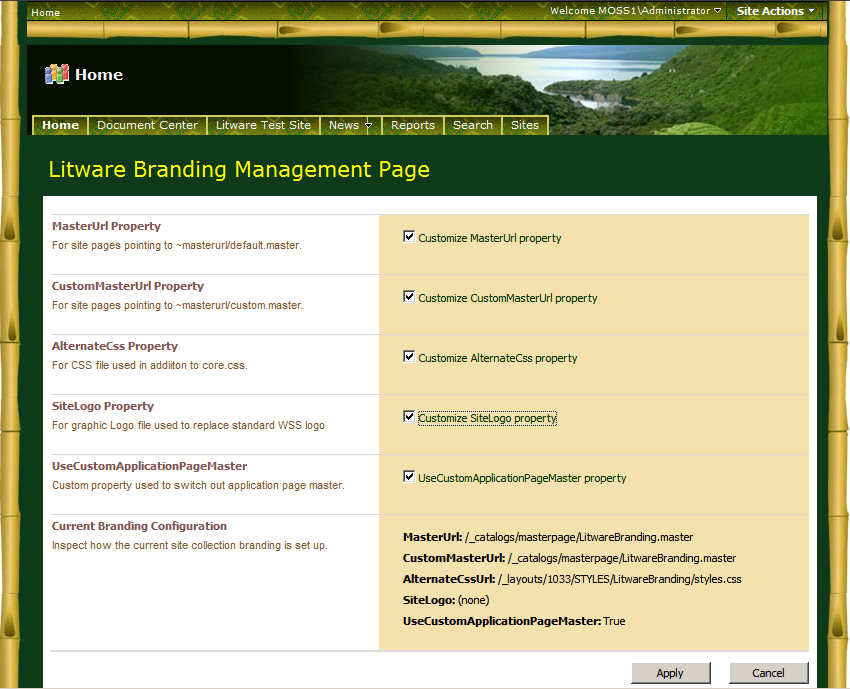 Home
Welcome MOSS1\Administrator
Site Actions
Home
Home
Document Center
Litware Test Site
News
Reports
Search
Sites
Litware Branding Management Page
MasterUrl Property
For site pages pointing to ~masterurl/default.master.
Customize MasterUrl property
CustomMasterUrl Property
For site pages pointing to ~masterurl/custom.master.
Customize CustomMasterUrl property
AlternateCss Property
For CSS file used in addiiton to core.css.
Customize AlternateCss property
SiteLogo Property
For graphic Logo file used to replace standard WSS logo
Customize SiteLogo property
UseCustomApplicationPageMaster
Custom property used to switch out application page master.
UseCustomApplicationPageMaster property
Current Branding Configuration
Inspect how the current site collection branding is set up.
MasterUrl: /_catalogs/masterpage/LitwareBranding.master
CustomMasterUrl: /_catalogs/masterpage/LitwareBranding.master
AlternateCssUrl: /_layouts/1033/STYLES/LitwareBranding/styles.css
SiteLogo: (none)
UseCustomApplicationPageMaster: True
Apply
Cancel